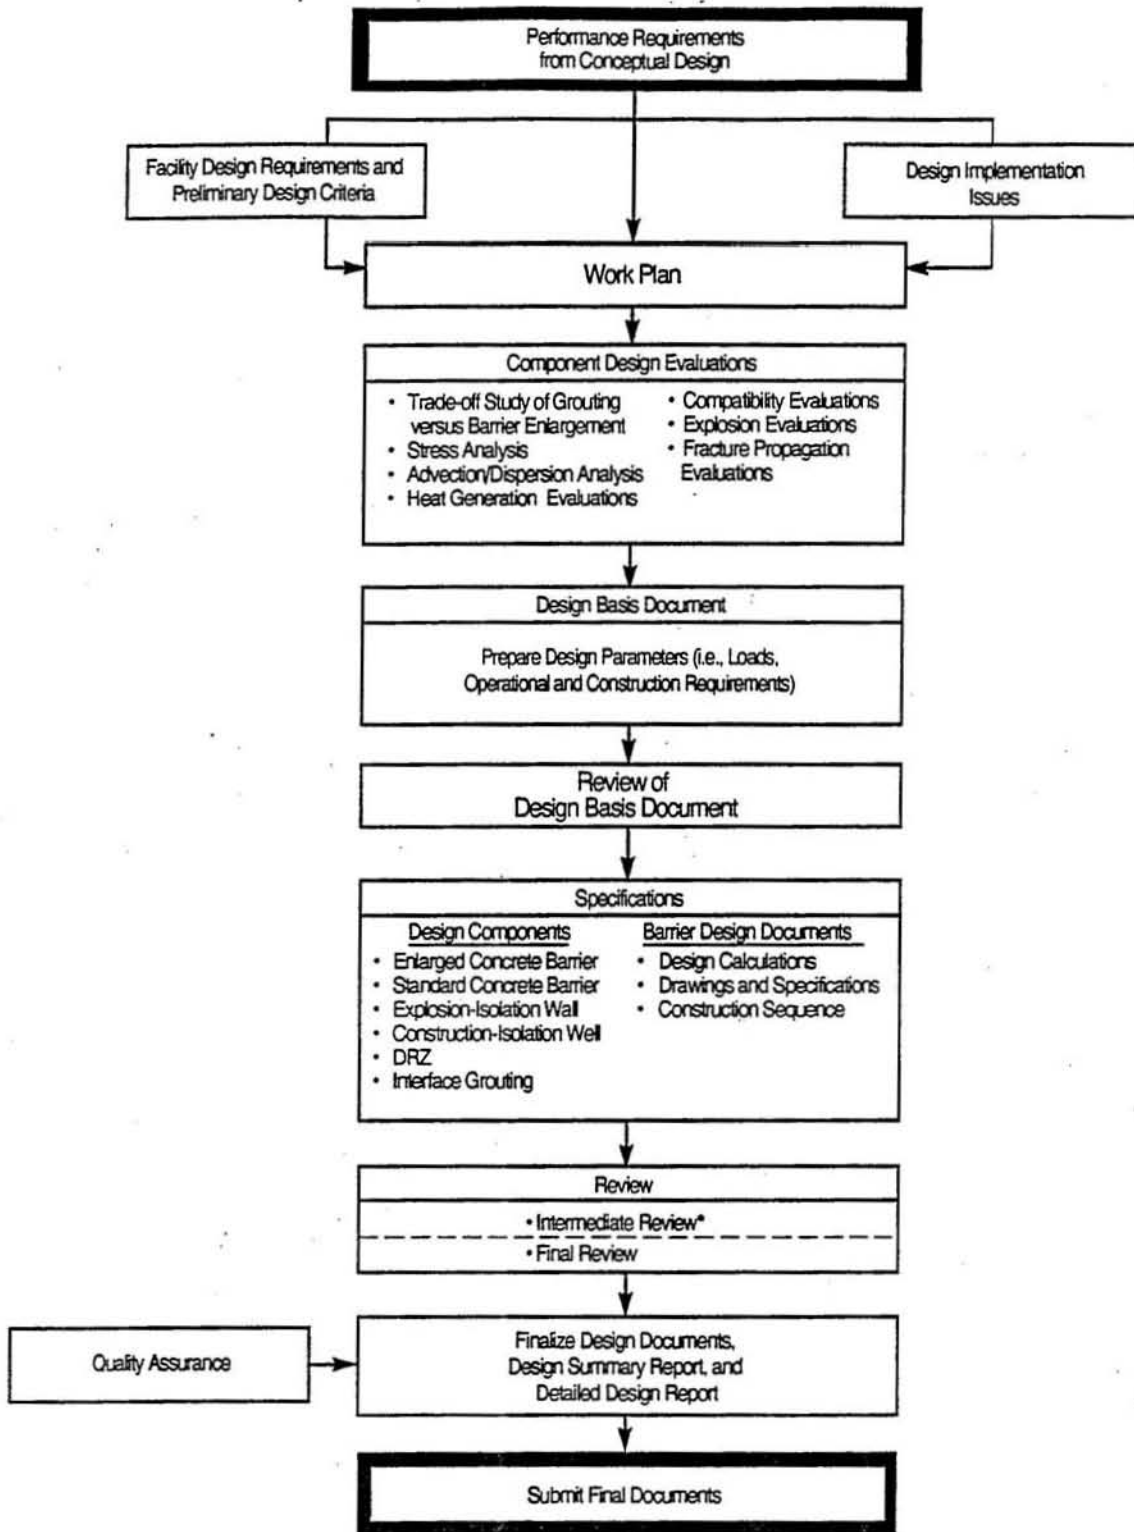 Performance Requirements
from Conceptual Design
Facility Design Requirements and
Preliminary Design Criteria
Design Implementation
Issues
Work Plan
Component Design Evaluations
• Trade-off Study of Grouting
versus Barrier Enlargement
• Stress Analysis
• Advection/Dispersion Analysis
• Heat Generation Evaluations
• Compatibility Evaluations
• Explosion Evaluations
• Fracture Propagation
Evaluations
Design Basis Document
Prepare Design Parameters (i.e., Loads,
Operational and Construction Requirements)
Review of
Design Basis Document
Specifications
Design Components
• Enlarged Concrete Barrier
• Standard Concrete Barrier
• Explosion-Isolation Wall
• Construction-Isolation Well
• DRZ
• Interface Grouting
Barrier Design Documents
• Design Calculations
• Drawings and Specifications
• Construction Sequence
Review
• Intermediate Review*
• Final Review
Quality Assurance
Finalize Design Documents,
Design Summary Report, and
Detailed Design Report
Submit Final Documents